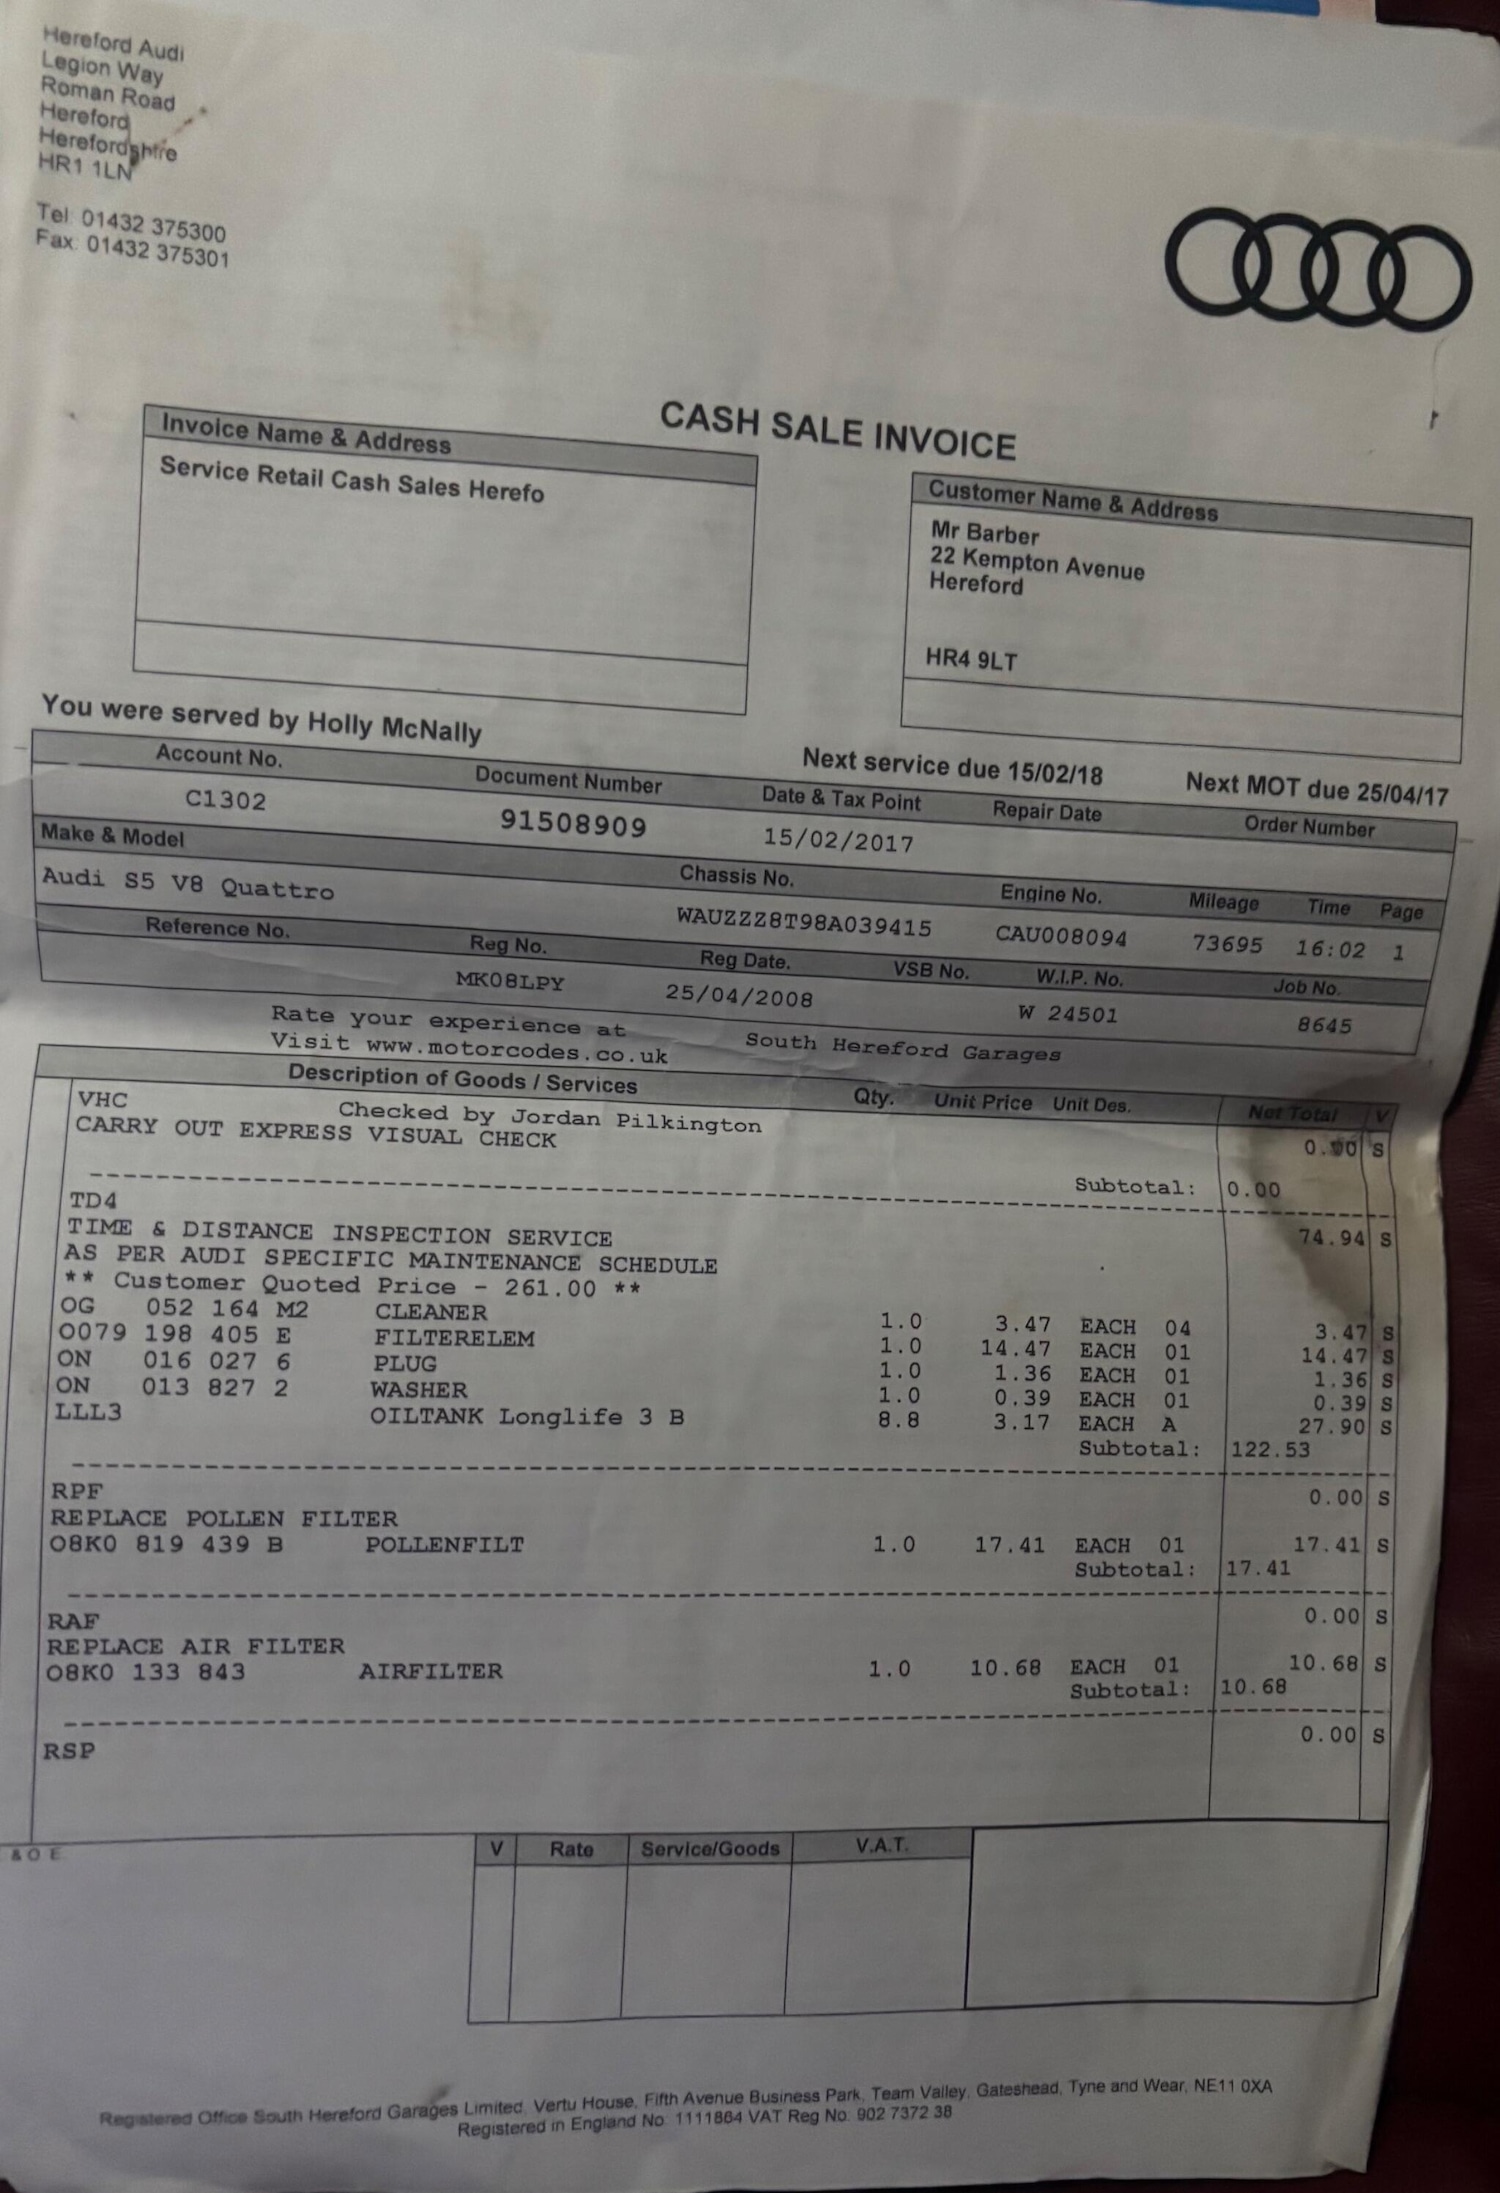 Hereford Audi
Legion Way
Roman Road
Hereford
Herefordshire
HR1 1LN
Tel: 01432 375300
Fax: 01432 375301
CASH SALE INVOICE
Invoice Name & Address
Service Retail Cash Sales Herefo
Customer Name & Address
Mr Barber
22 Kempton Avenue
Hereford
HR4 9LT
You were served by Holly McNally
Next service due 15/02/18 Next MOT due 25/04/17
Account No. Document Number Date & Tax Point Repair Date Order Number
C1302 91508909 15/02/2017
Make & Model Chassis No. Engine No. Mileage Time Page
Audi S5 V8 Quattro WAUZZZ8T98A039415 CAU008094 73695 16:02 1
Reference No. Reg No. Reg Date. VSB No. W.I.P. No. Job No.
MK08LPY 25/04/2008 W 24501 8645
Rate your experience at South Hereford Garages
Visit www.motorcodes.co.uk
Description of Goods / Services Qty. Unit Price Unit Des. Net Total V
VHC Checked by Jordan Pilkington 0.00 S
CARRY OUT EXPRESS VISUAL CHECK
Subtotal: 0.00
TD4 74.94 S
TIME & DISTANCE INSPECTION SERVICE
AS PER AUDI SPECIFIC MAINTENANCE SCHEDULE
** Customer Quoted Price - 261.00 **
OG 052 164 M2 CLEANER 1.0 3.47 EACH 04 3.47 S
O079 198 405 E FILTERELEM 1.0 14.47 EACH 01 14.47 S
ON 016 027 6 PLUG 1.0 1.36 EACH 01 1.36 S
ON 013 827 2 WASHER 1.0 0.39 EACH 01 0.39 S
LLL3 OILTANK Longlife 3 B 8.8 3.17 EACH A 27.90 S
Subtotal: 122.53
RPF 0.00 S
REPLACE POLLEN FILTER
O8K0 819 439 B POLLENFILT 1.0 17.41 EACH 01 17.41 S
Subtotal: 17.41
RAF 0.00 S
REPLACE AIR FILTER
O8K0 133 843 AIRFILTER 1.0 10.68 EACH 01 10.68 S
Subtotal: 10.68
RSP 0.00 S
& O E
V Rate Service/Goods V.A.T.
Registered Office South Hereford Garages Limited, Vertu House, Fifth Avenue Business Park, Team Valley, Gateshead, Tyne and Wear, NE11 0XA
Registered in England No: 1111864 VAT Reg No: 902 7372 38